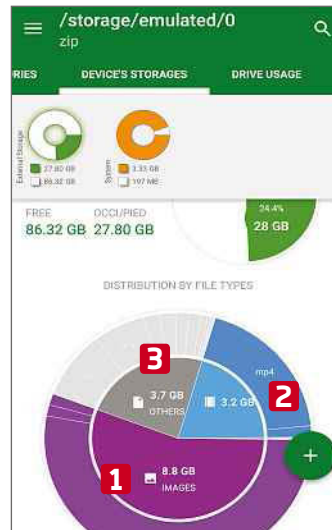 /storage/emulated/0
zip
RIES DEVICE'S STORAGES DRIVE USAGE
External Storage
27.80 GB
86.32 GB
System
3.33 GB
197 MB
FREE OCCUPIED
86.32 GB 27.80 GB
24.4%
28 GB
DISTRIBUTION BY FILE TYPES
3
mp4
2
3.7 GB
OTHERS
3.2 GB
1
8.8 GB
IMAGES
+